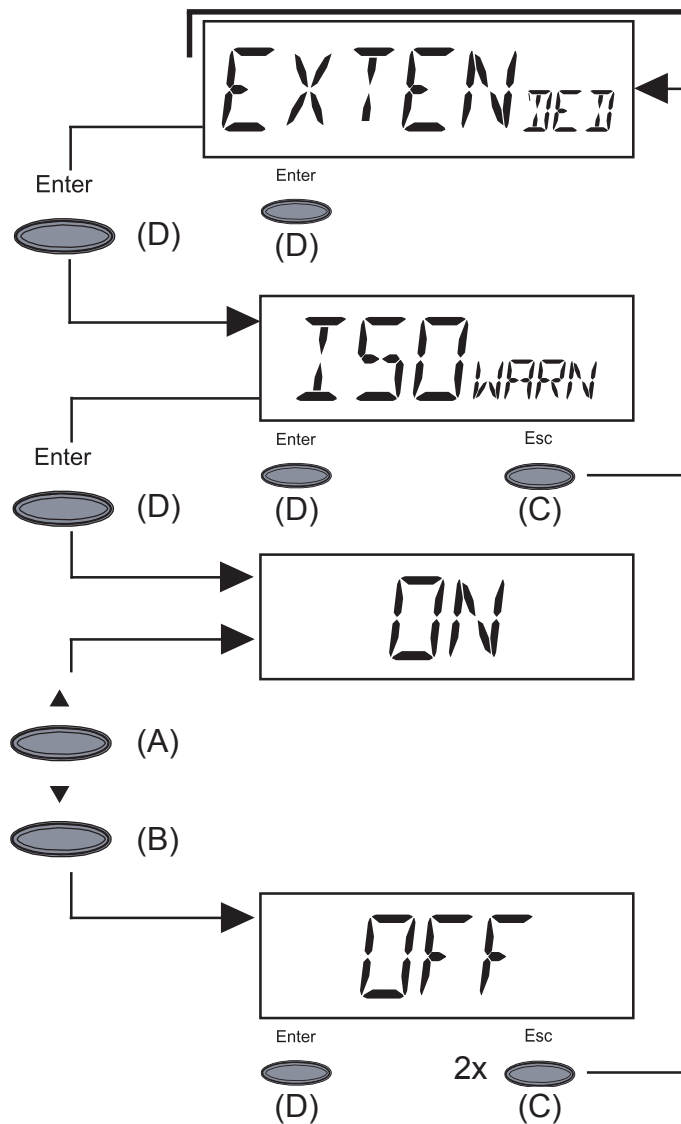 EXTENDED
Enter
Enter
(D)
(D)
ISO WARN
Enter
Esc
Enter
(D)
(D)
(C)
ON
▲
(A)
▼
(B)
OFF
Enter
Esc
2x
(D)
(C)